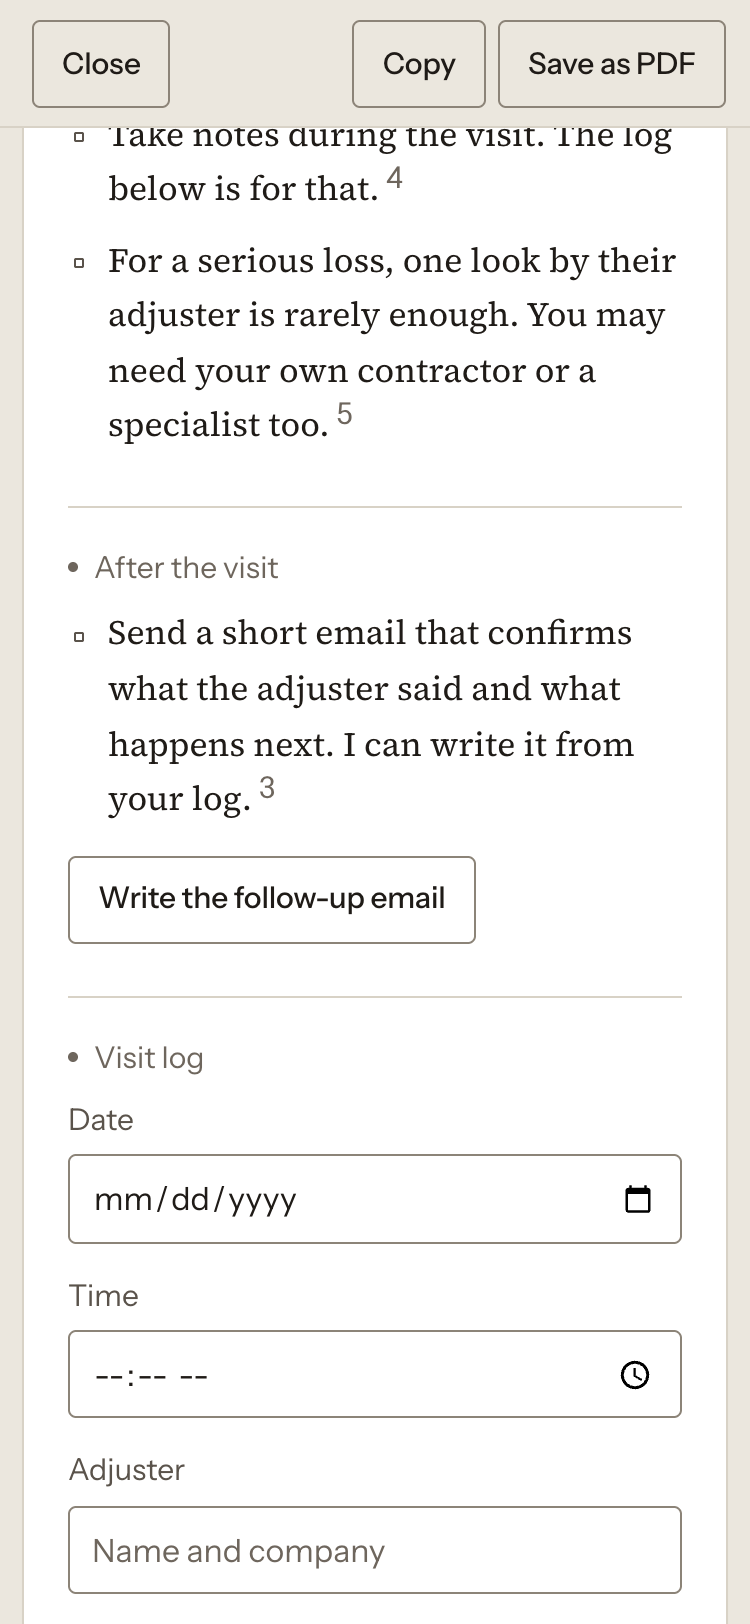 Close
Copy
Save as PDF
Take notes during the visit. The log
below is for that. 4
For a serious loss, one look by their
adjuster is rarely enough. You may
need your own contractor or a
specialist too. 5
After the visit
Send a short email that confirms
what the adjuster said and what
happens next. I can write it from
your log. 3
Write the follow-up email
Visit log
Date
mm/dd/yyyy
Time
--:-- --
Adjuster
Name and company